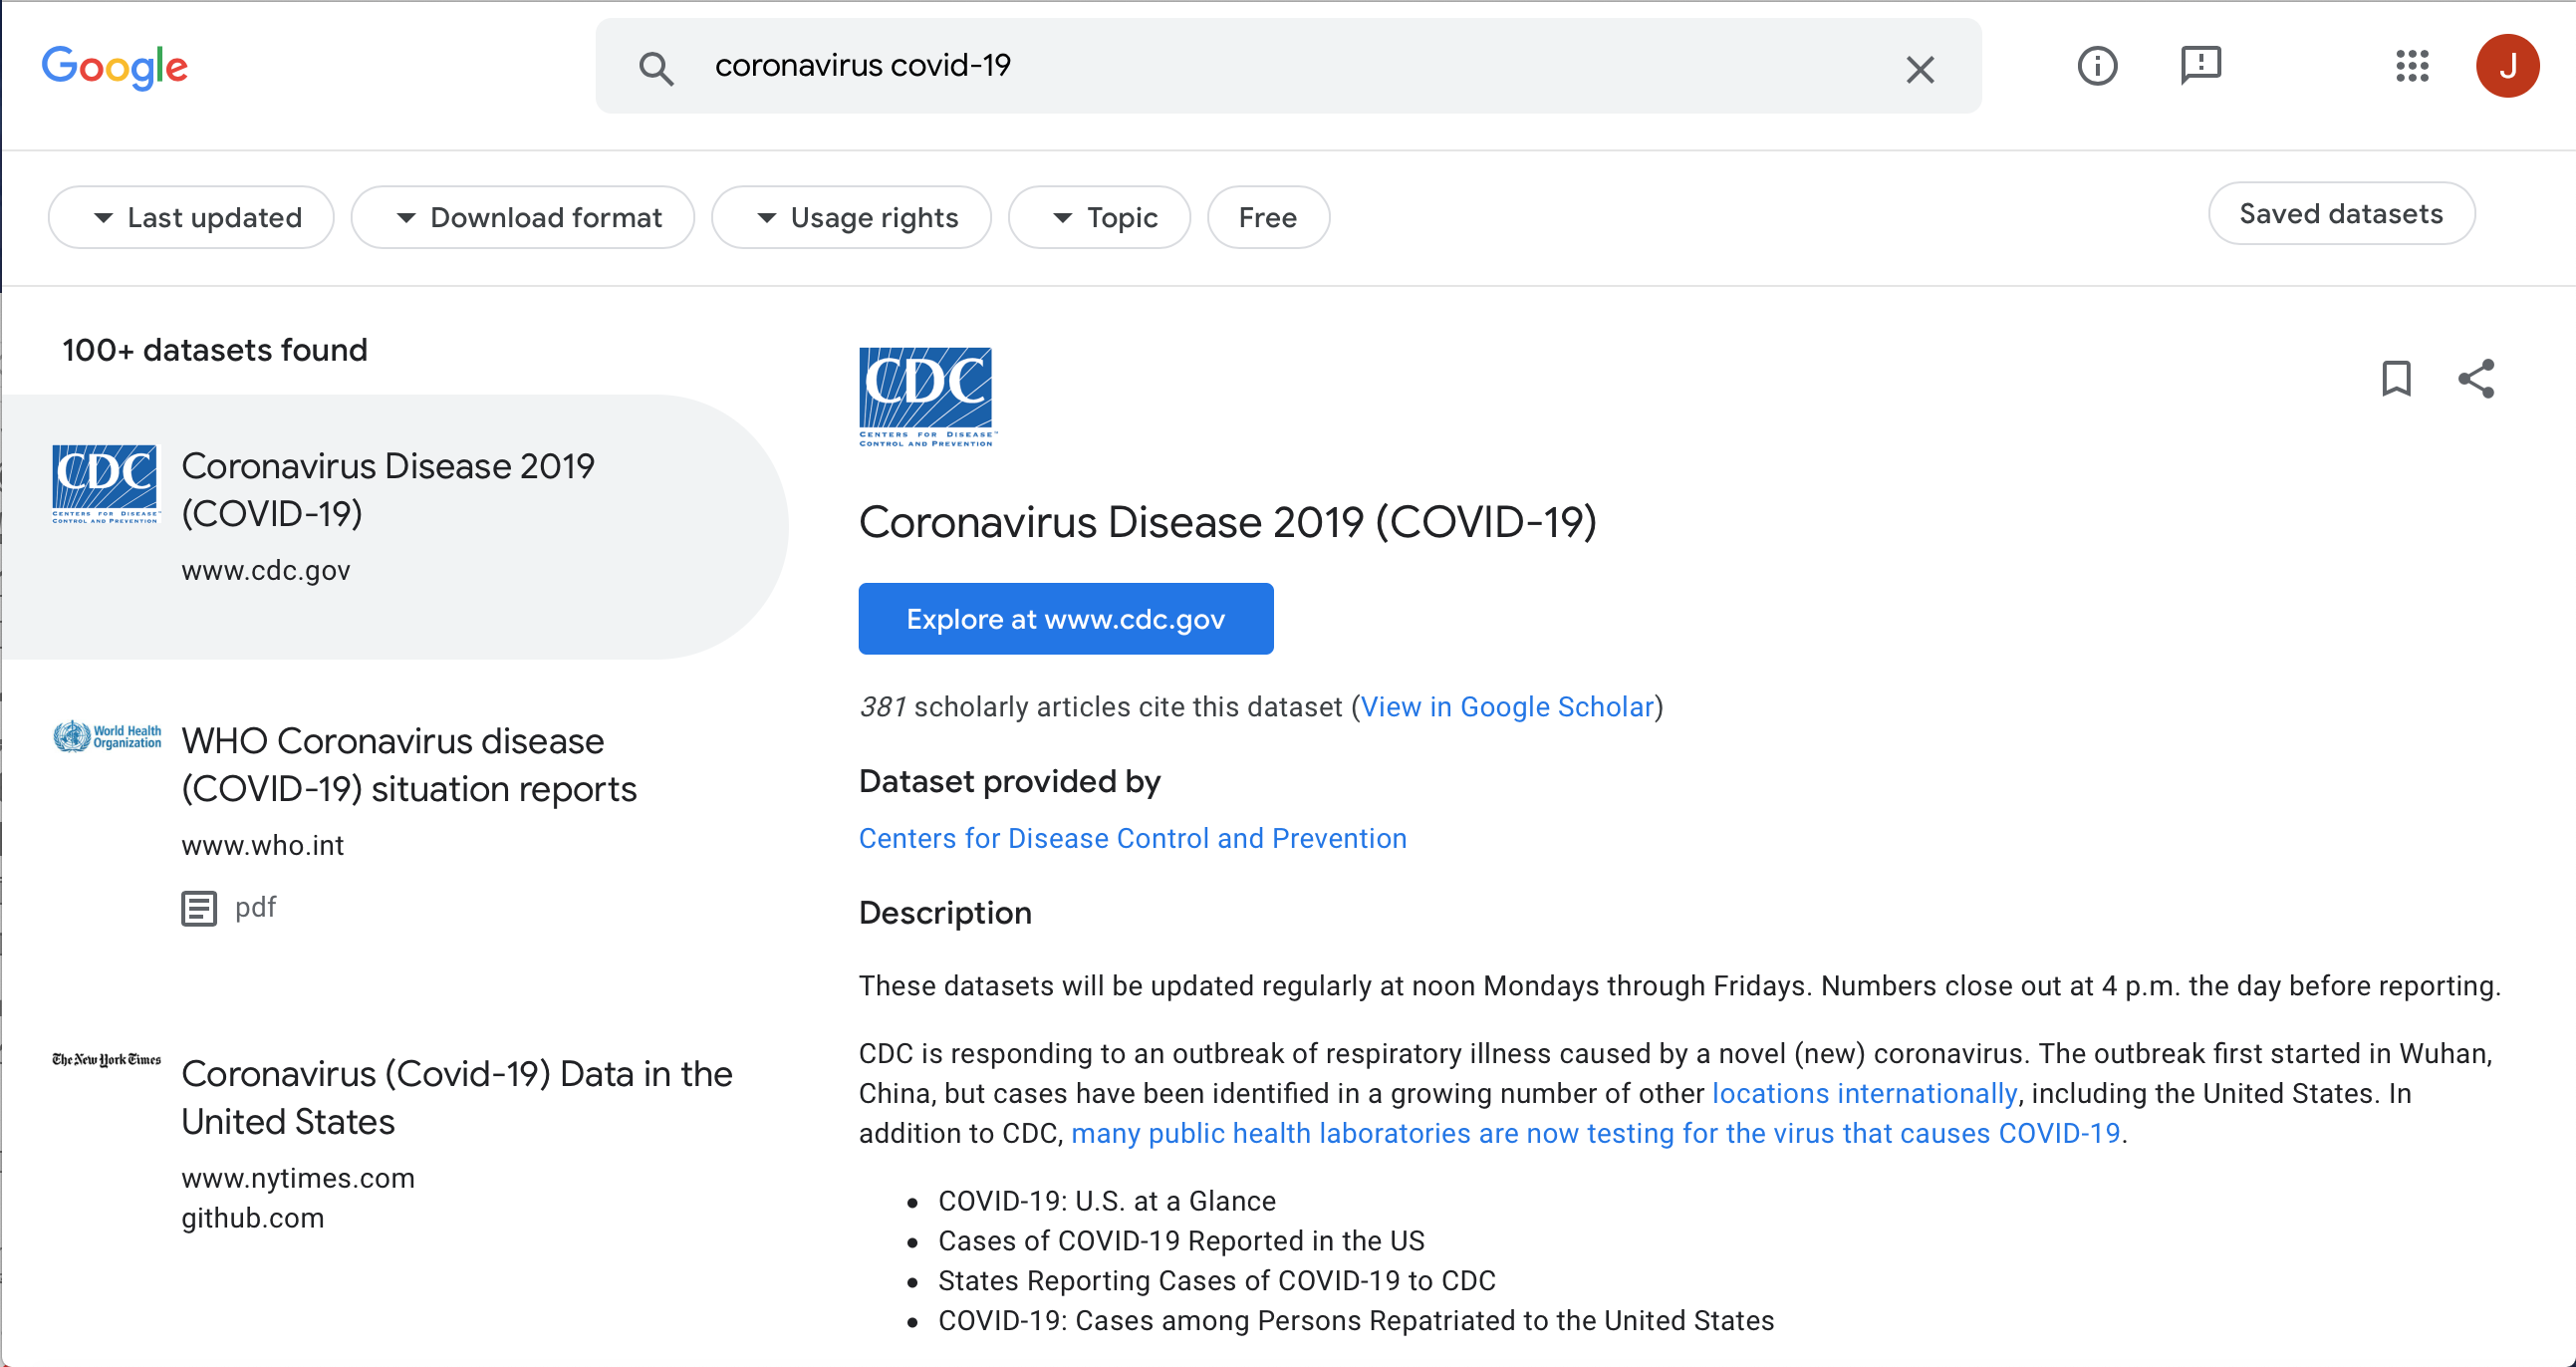 Google
coronavirus covid-19
J
Last updated
Download format
Usage rights
Topic
Free
Saved datasets
100+ datasets found
CDC
CENTERS FOR DISEASE™
CONTROL AND PREVENTION
Coronavirus Disease 2019
(COVID-19)
www.cdc.gov
World Health
Organization
WHO Coronavirus disease
(COVID-19) situation reports
www.who.int
pdf
The New York Times
Coronavirus (Covid-19) Data in the
United States
www.nytimes.com
github.com
CDC
CENTERS FOR DISEASE™
CONTROL AND PREVENTION
Coronavirus Disease 2019 (COVID-19)
Explore at www.cdc.gov
381 scholarly articles cite this dataset (View in Google Scholar)
Dataset provided by
Centers for Disease Control and Prevention
Description
These datasets will be updated regularly at noon Mondays through Fridays. Numbers close out at 4 p.m. the day before reporting.
CDC is responding to an outbreak of respiratory illness caused by a novel (new) coronavirus. The outbreak first started in Wuhan,
China, but cases have been identified in a growing number of other locations internationally, including the United States. In
addition to CDC, many public health laboratories are now testing for the virus that causes COVID-19.
• COVID-19: U.S. at a Glance
• Cases of COVID-19 Reported in the US
• States Reporting Cases of COVID-19 to CDC
• COVID-19: Cases among Persons Repatriated to the United States